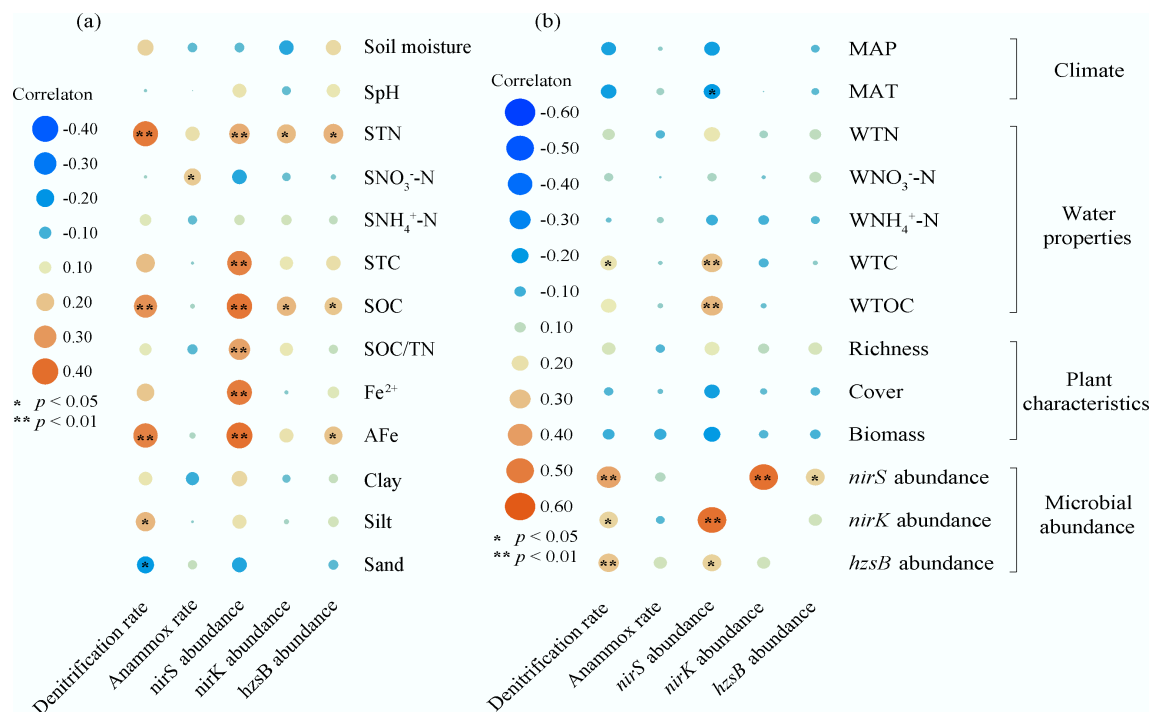 (a)
Soil moisture
SpH
STN
SNO₃⁻-N
SNH₄⁺-N
STC
SOC
SOC/TN
Fe²⁺
AFe
Clay
Silt
Sand
Correlaton
-0.40
-0.30
-0.20
-0.10
0.10
0.20
0.30
0.40
* p < 0.05
** p < 0.01
Denitrification rate
Anammox rate
nirS abundance
nirK abundance
hzsB abundance
(b)
Correlaton
-0.60
-0.50
-0.40
-0.30
-0.20
-0.10
0.10
0.20
0.30
0.40
0.50
0.60
* p < 0.05
** p < 0.01
MAP
MAT
WTN
WNO₃⁻-N
WNH₄⁺-N
WTC
WTOC
Richness
Cover
Biomass
nirS abundance
nirK abundance
hzsB abundance
Climate
Water
properties
Plant
characteristics
Microbial
abundance
Denitrification rate
Anammox rate
nirS abundance
nirK abundance
hzsB abundance